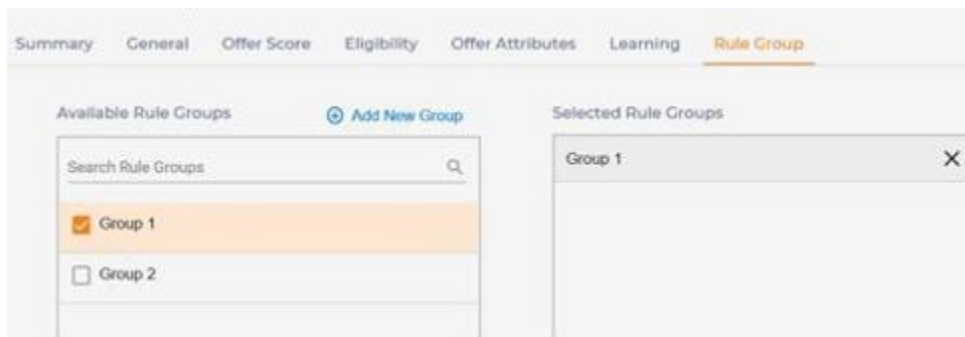 Summary General Offer Score Eligibility Offer Attributes Learning Rule Group
Available Rule Groups Add New Group Selected Rule Groups
Search Rule Groups
Group 1
Group 1
Group 2